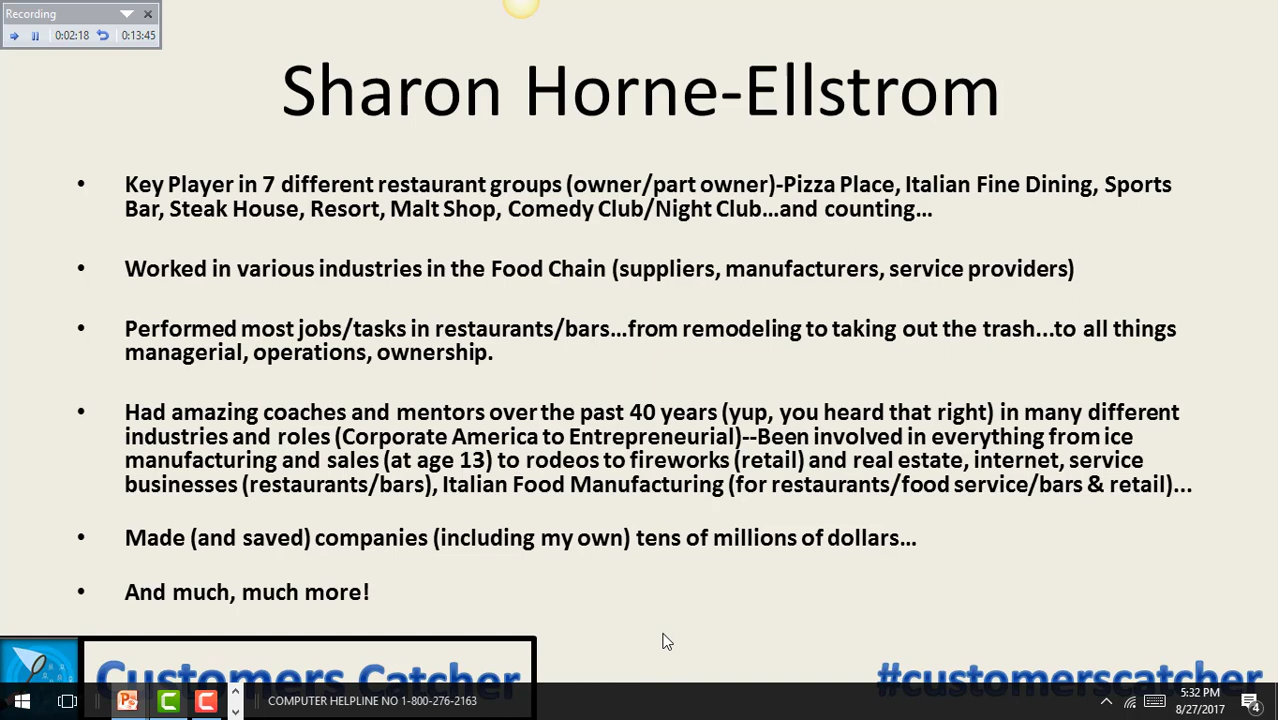 Recording
0:02:18 0:13:45
Sharon Horne-Ellstrom
• Key Player in 7 different restaurant groups (owner/part owner)-Pizza Place, Italian Fine Dining, Sports
Bar, Steak House, Resort, Malt Shop, Comedy Club/Night Club...and counting...
• Worked in various industries in the Food Chain (suppliers, manufacturers, service providers)
• Performed most jobs/tasks in restaurants/bars...from remodeling to taking out the trash...to all things
managerial, operations, ownership.
• Had amazing coaches and mentors over the past 40 years (yup, you heard that right) in many different
industries and roles (Corporate America to Entrepreneurial)--Been involved in everything from ice
manufacturing and sales (at age 13) to rodeos to fireworks (retail) and real estate, internet, service
businesses (restaurants/bars), Italian Food Manufacturing (for restaurants/food service/bars & retail)...
• Made (and saved) companies (including my own) tens of millions of dollars...
• And much, much more!
Customers Catcher #customerscatcher
COMPUTER HELPLINE NO 1-800-276-2163
5:32 PM
8/27/2017
4